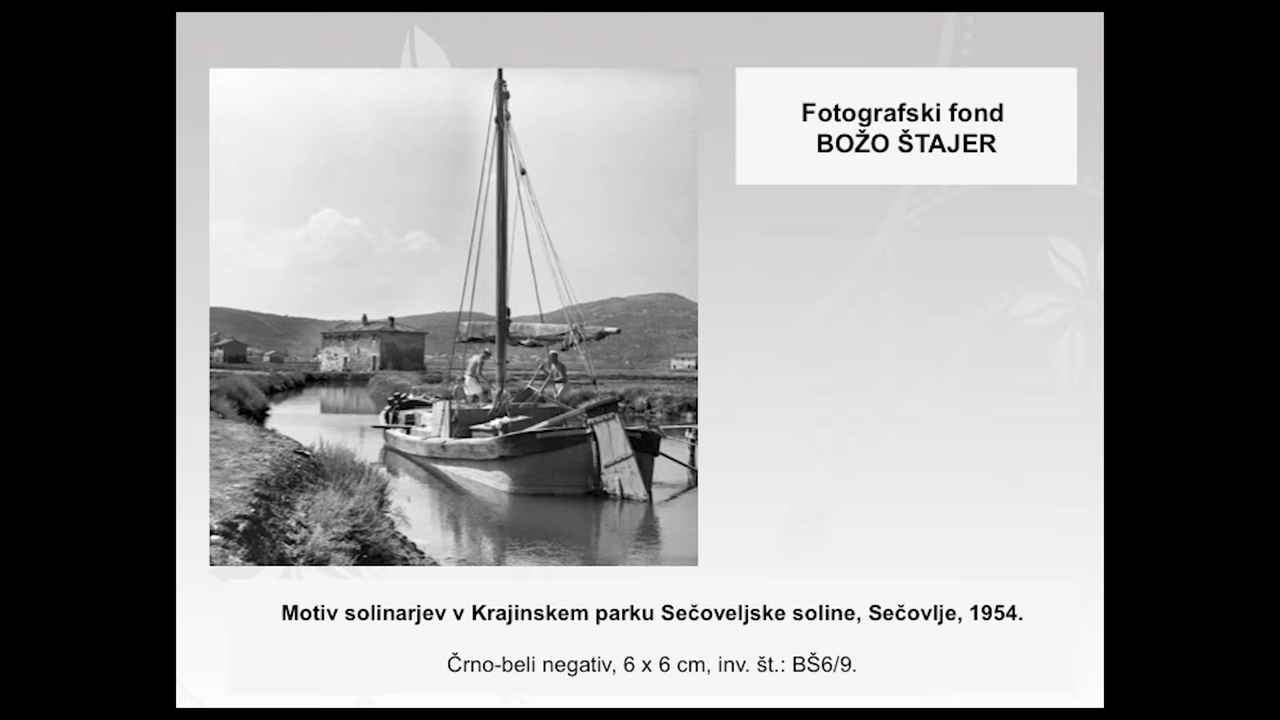 Fotografski fond
BOŽO ŠTAJER
Motiv solinarjev v Krajinskem parku Sečoveljske soline, Sečovlje, 1954.
Črno-beli negativ, 6 x 6 cm, inv. št.: BŠ6/9.